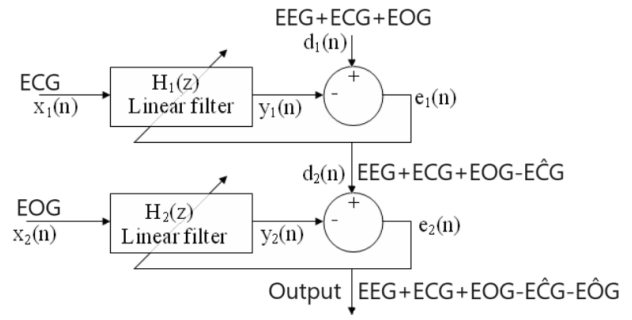 EEG+ECG+EOG
d₁(n)
+
ECG
x₁(n)
H₁(z)
Linear filter
y₁(n)
-
e₁(n)
d₂(n)
EEG+ECG+EOG-EĈG
+
EOG
x₂(n)
H₂(z)
Linear filter
y₂(n)
-
e₂(n)
Output
EEG+ECG+EOG-EĈG-EÔG